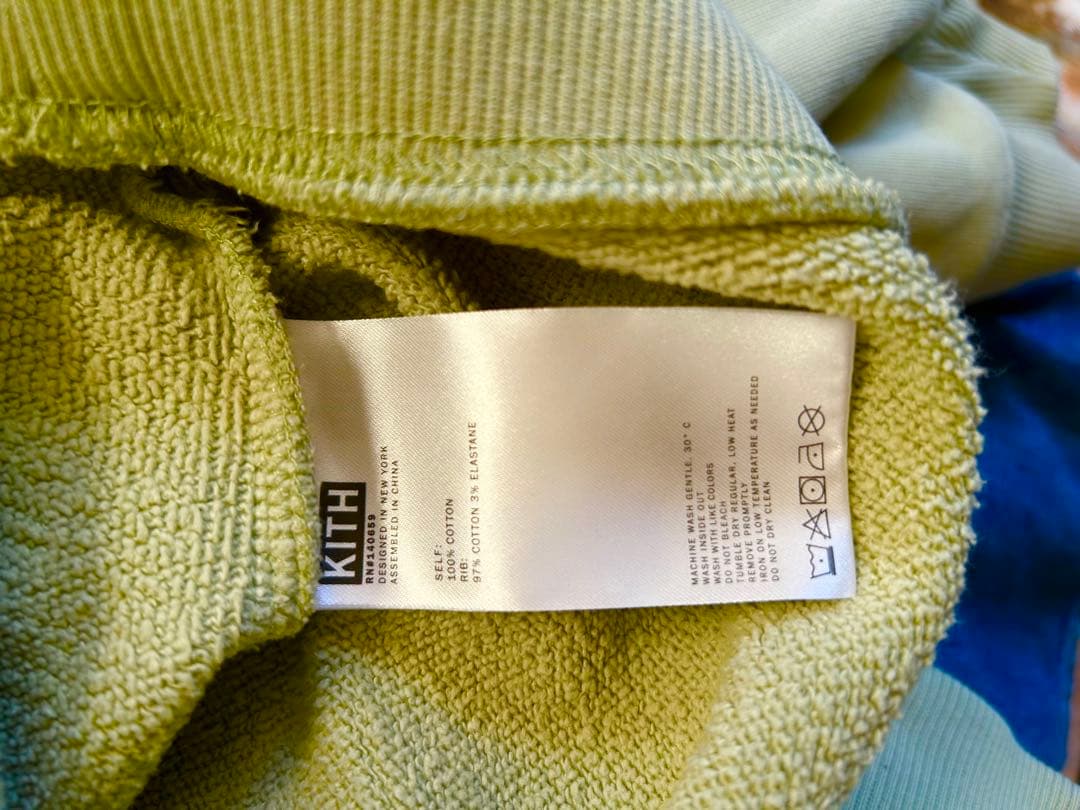 KITH
RN#140659
DESIGNED IN NEW YORK
ASSEMBLED IN CHINA
SELF:
100% COTTON
RIB:
97% COTTON 3% ELASTANE
MACHINE WASH GENTLE, 30° C
WASH INSIDE OUT
WASH WITH LIKE COLORS
DO NOT BLEACH
TUMBLE DRY REGULAR, LOW HEAT
REMOVE PROMPTLY
IRON ON LOW TEMPERATURE AS NEEDED
DO NOT DRY CLEAN